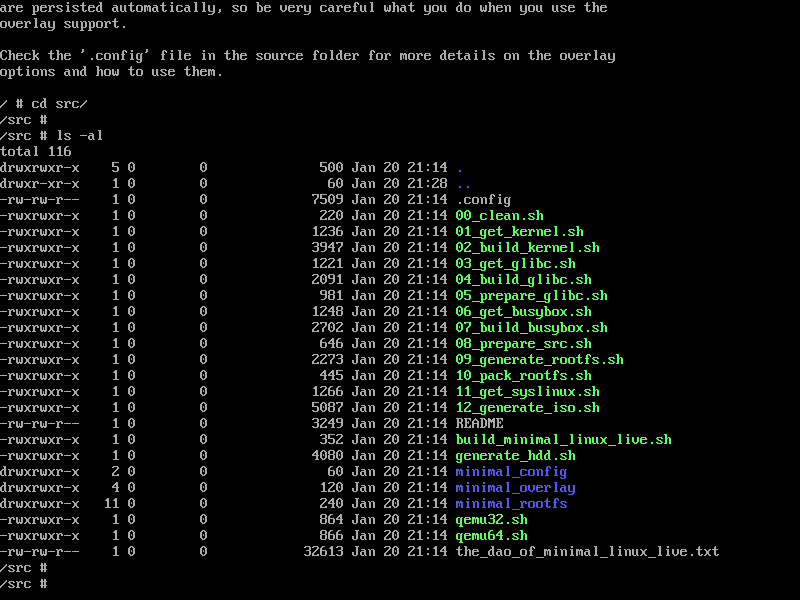 are persisted automatically, so be very careful what you do when you use the
overlay support.
Check the '.config' file in the source folder for more details on the overlay
options and how to use them.
/ # cd src/
/src #
/src # ls -al
total 116
drwxrwxr-x    5 0        0              500 Jan 20 21:14 .
drwxr-xr-x    1 0        0               60 Jan 20 21:28 ..
-rw-rw-r--    1 0        0             7509 Jan 20 21:14 .config
-rwxrwxr-x    1 0        0              220 Jan 20 21:14 00_clean.sh
-rwxrwxr-x    1 0        0             1236 Jan 20 21:14 01_get_kernel.sh
-rwxrwxr-x    1 0        0             3947 Jan 20 21:14 02_build_kernel.sh
-rwxrwxr-x    1 0        0             1221 Jan 20 21:14 03_get_glibc.sh
-rwxrwxr-x    1 0        0             2091 Jan 20 21:14 04_build_glibc.sh
-rwxrwxr-x    1 0        0              981 Jan 20 21:14 05_prepare_glibc.sh
-rwxrwxr-x    1 0        0             1248 Jan 20 21:14 06_get_busybox.sh
-rwxrwxr-x    1 0        0             2702 Jan 20 21:14 07_build_busybox.sh
-rwxrwxr-x    1 0        0              646 Jan 20 21:14 08_prepare_src.sh
-rwxrwxr-x    1 0        0             2273 Jan 20 21:14 09_generate_rootfs.sh
-rwxrwxr-x    1 0        0              445 Jan 20 21:14 10_pack_rootfs.sh
-rwxrwxr-x    1 0        0             1266 Jan 20 21:14 11_get_syslinux.sh
-rwxrwxr-x    1 0        0             5087 Jan 20 21:14 12_generate_iso.sh
-rw-rw-r--    1 0        0             3249 Jan 20 21:14 README
-rwxrwxr-x    1 0        0              352 Jan 20 21:14 build_minimal_linux_live.sh
-rwxrwxr-x    1 0        0             4080 Jan 20 21:14 generate_hdd.sh
drwxrwxr-x    2 0        0               60 Jan 20 21:14 minimal_config
drwxrwxr-x    4 0        0              120 Jan 20 21:14 minimal_overlay
drwxrwxr-x   11 0        0              240 Jan 20 21:14 minimal_rootfs
-rwxrwxr-x    1 0        0              864 Jan 20 21:14 qemu32.sh
-rwxrwxr-x    1 0        0              866 Jan 20 21:14 qemu64.sh
-rw-rw-r--    1 0        0            32613 Jan 20 21:14 the_dao_of_minimal_linux_live.txt
/src #
/src #